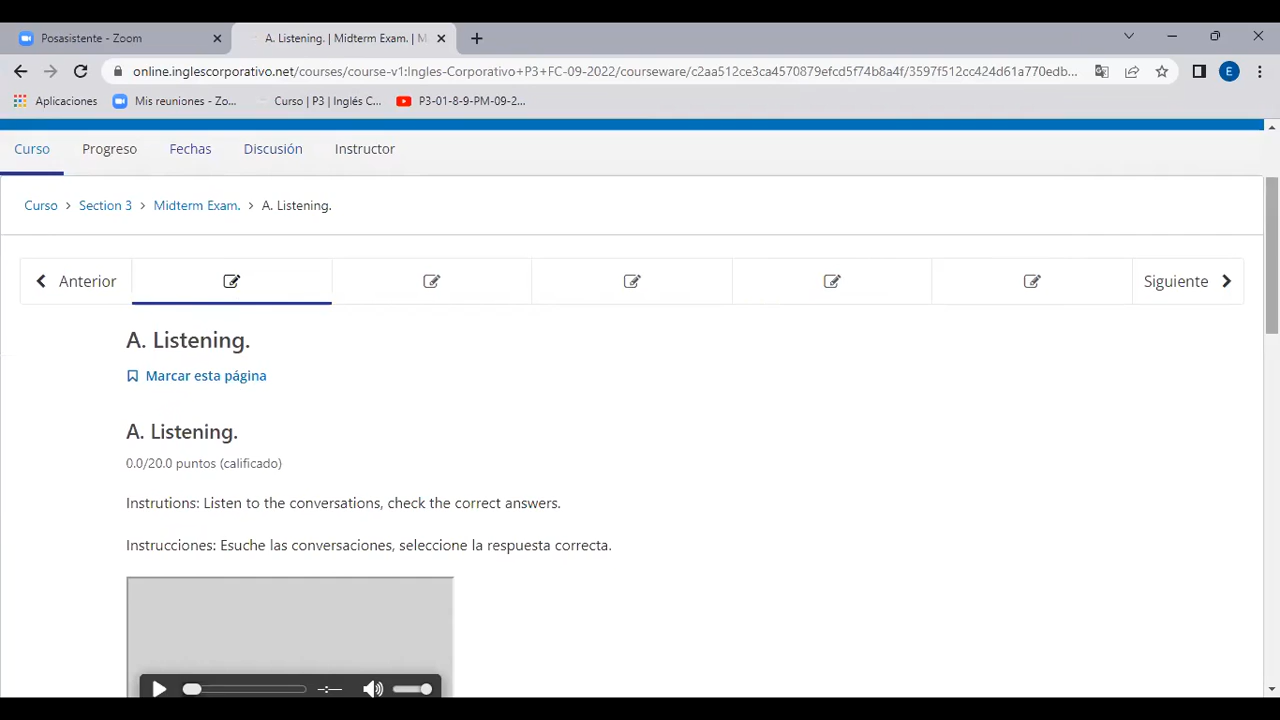 Posasistente - Zoom
A. Listening. | Midterm Exam. | M
online.inglescorporativo.net/courses/course-v1:Ingles-Corporativo+P3+FC-09-2022/courseware/c2aa512ce3ca4570879efcd5f74b8a4f/3597f512cc424d61a770edb...
E
Aplicaciones
Mis reuniones - Zo...
Curso | P3 | Inglés C...
P3-01-8-9-PM-09-2...
Curso
Progreso
Fechas
Discusión
Instructor
Curso > Section 3 > Midterm Exam. > A. Listening.
Anterior
Siguiente
A. Listening.
Marcar esta página
A. Listening.
0.0/20.0 puntos (calificado)
Instrutions: Listen to the conversations, check the correct answers.
Instrucciones: Esuche las conversaciones, seleccione la respuesta correcta.
-:--